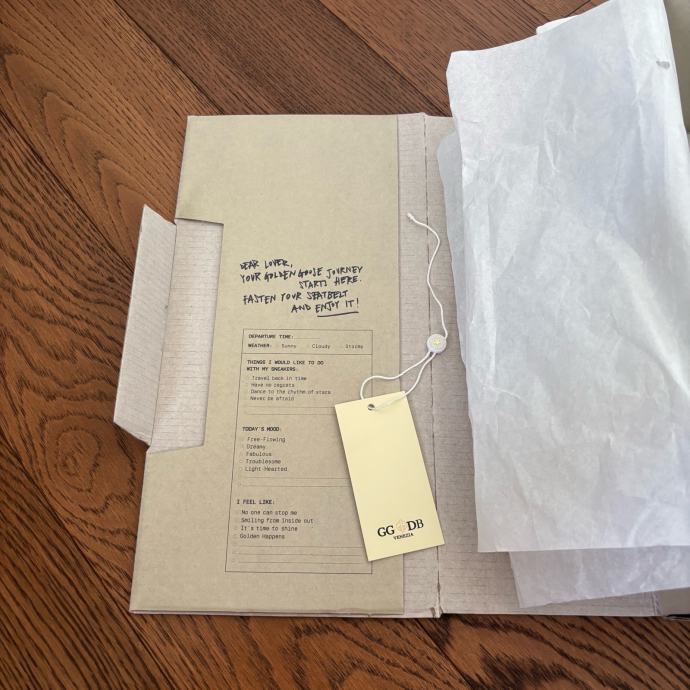 DEAR LOVER,
YOUR GOLDEN GOOSE JOURNEY
STARTS HERE.
FASTEN YOUR SEATBELT
AND ENJOY IT!
DEPARTURE TIME:
WEATHER: Sunny Cloudy Stormy
THINGS I WOULD LIKE TO DO
WITH MY SNEAKERS:
Travel back in time
Have no regrets
Dance to the rhythm of stars
Never be afraid
TODAY'S MOOD:
Free-Flowing
Dreamy
Fabulous
Troublesome
Light-Hearted
I FEEL LIKE:
No one can stop me
Smiling from inside out
It's time to shine
Golden Happens
GG DB
VENEZIA